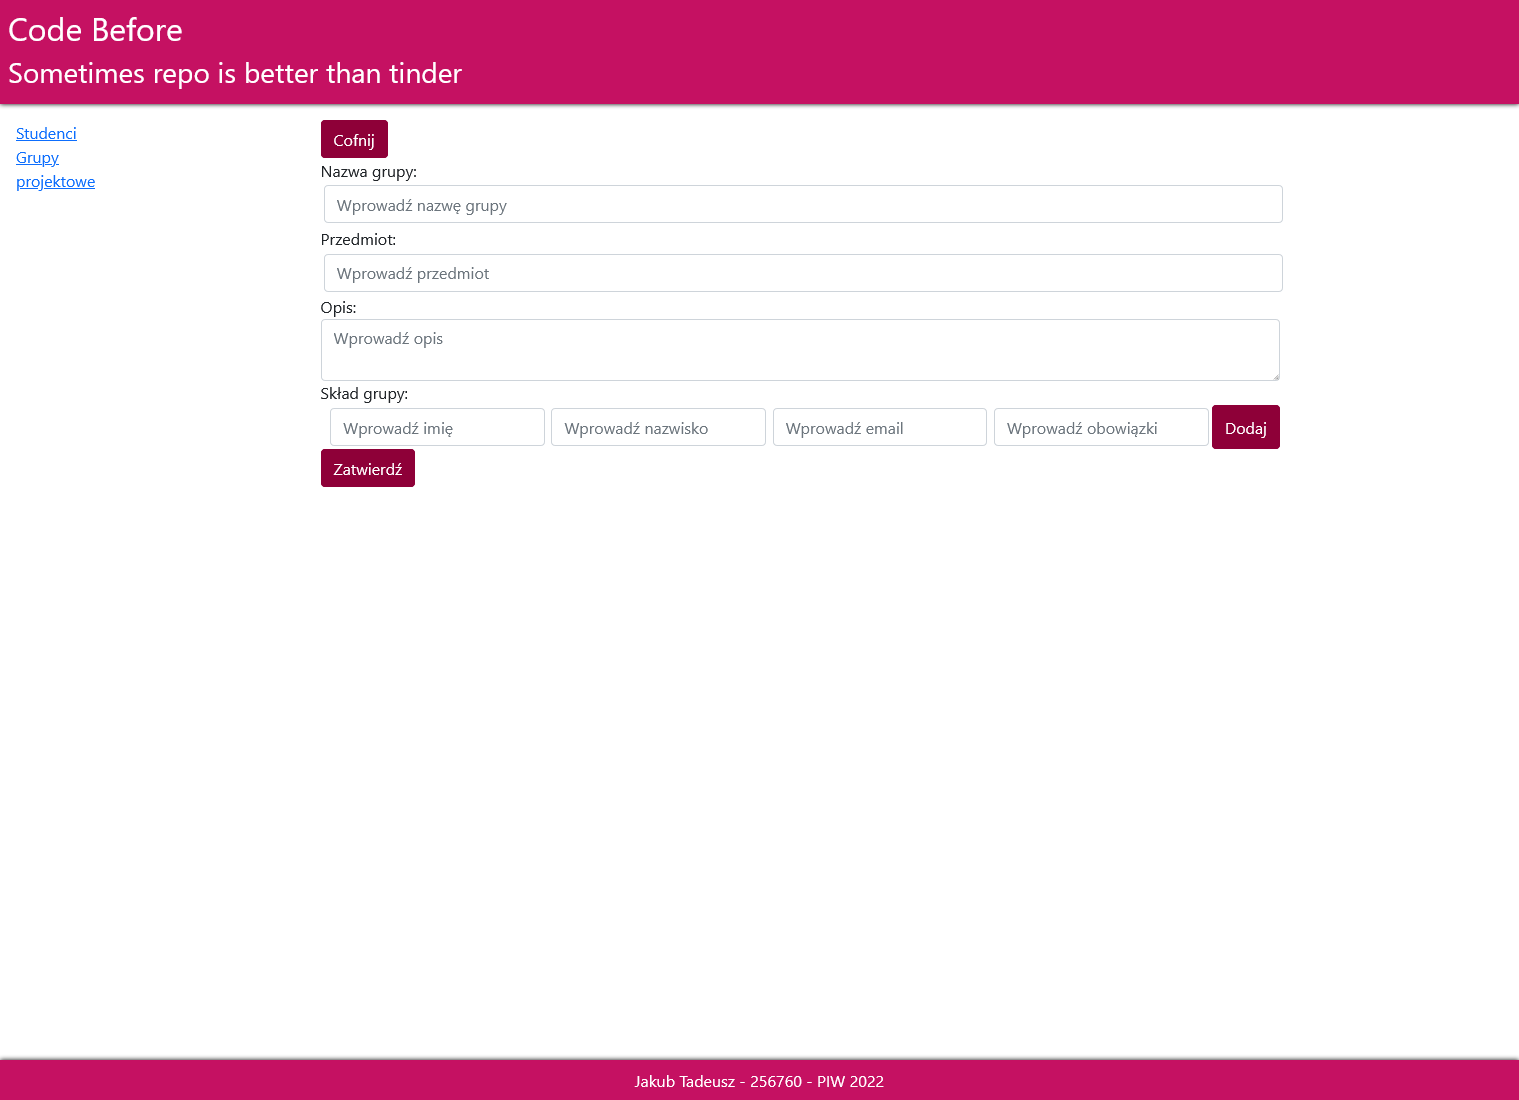 Code Before
Sometimes repo is better than tinder
Studenci
Grupy
projektowe
Cofnij
Nazwa grupy:
Wprowadź nazwę grupy
Przedmiot:
Wprowadź przedmiot
Opis:
Wprowadź opis
Skład grupy:
Wprowadź imię Wprowadź nazwisko Wprowadź email Wprowadź obowiązki Dodaj
Zatwierdź
Jakub Tadeusz - 256760 - PIW 2022